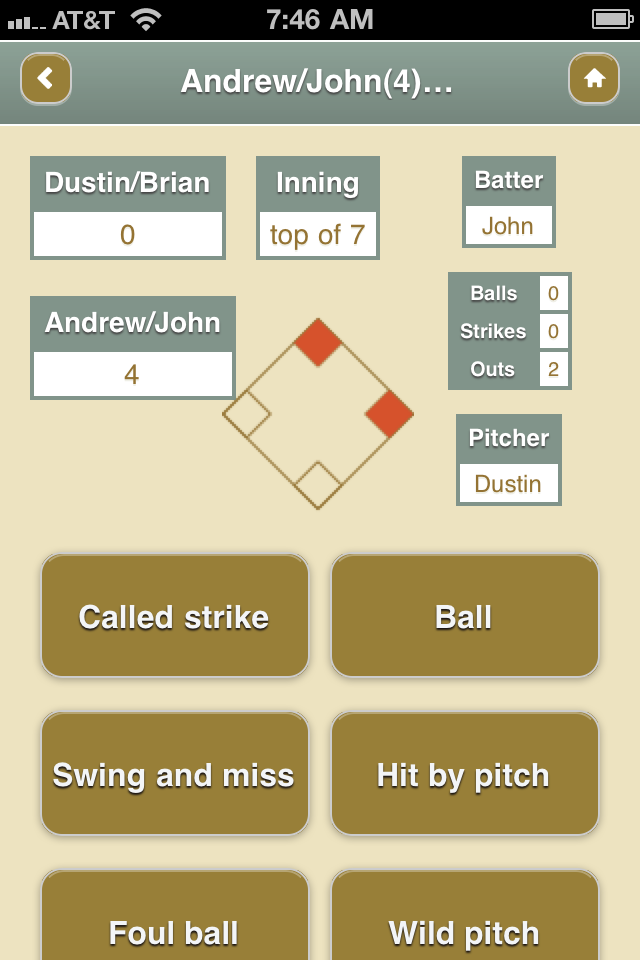 AT&T 7:46 AM
Andrew/John(4)...
Dustin/Brian
0
Inning
top of 7
Batter
John
Andrew/John
4
Balls 0
Strikes 0
Outs 2
Pitcher
Dustin
Called strike
Ball
Swing and miss
Hit by pitch
Foul ball
Wild pitch